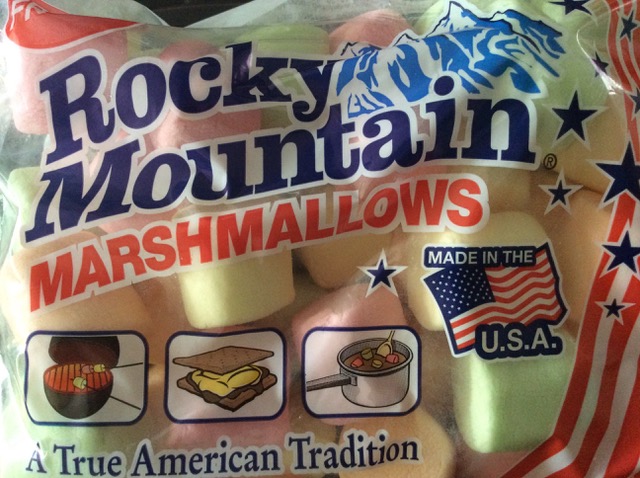 Rocky
Mountain®
MARSHMALLOWS
MADE IN THE
U.S.A.
A True American Tradition